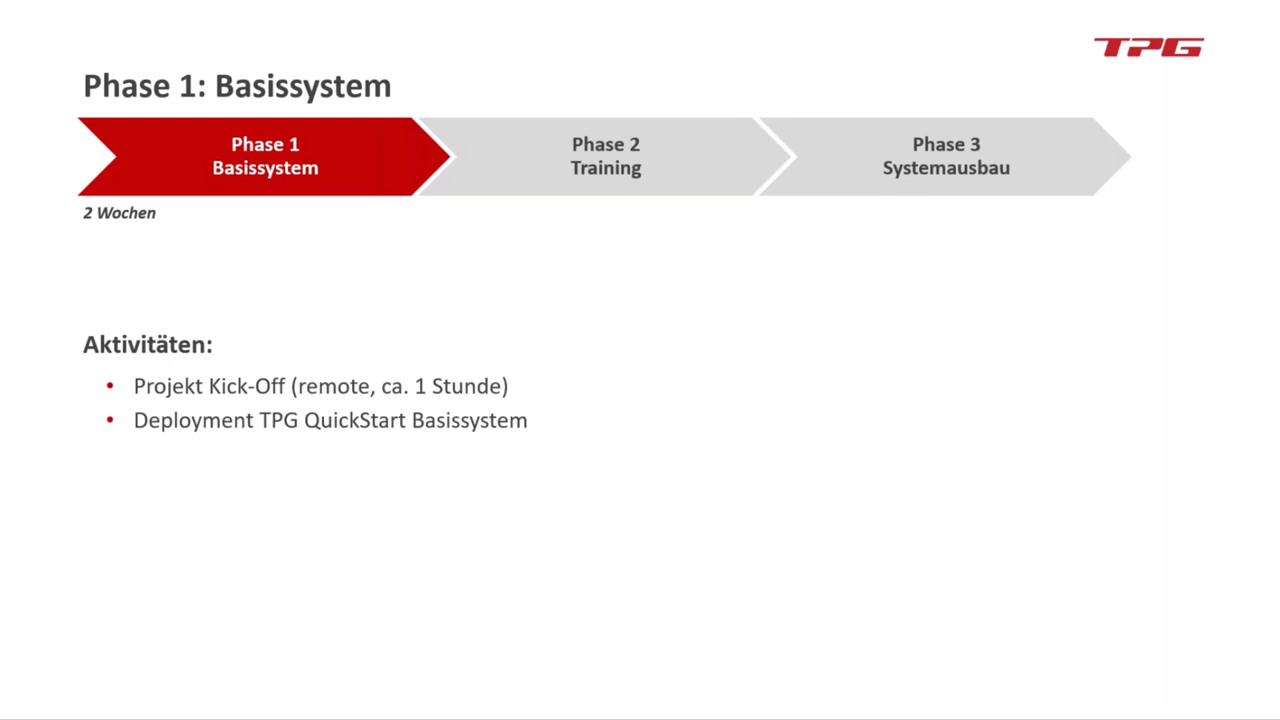 TPG
Phase 1: Basissystem
Phase 1
Basissystem
Phase 2
Training
Phase 3
Systemausbau
2 Wochen
Aktivitäten:
• Projekt Kick-Off (remote, ca. 1 Stunde)
• Deployment TPG QuickStart Basissystem